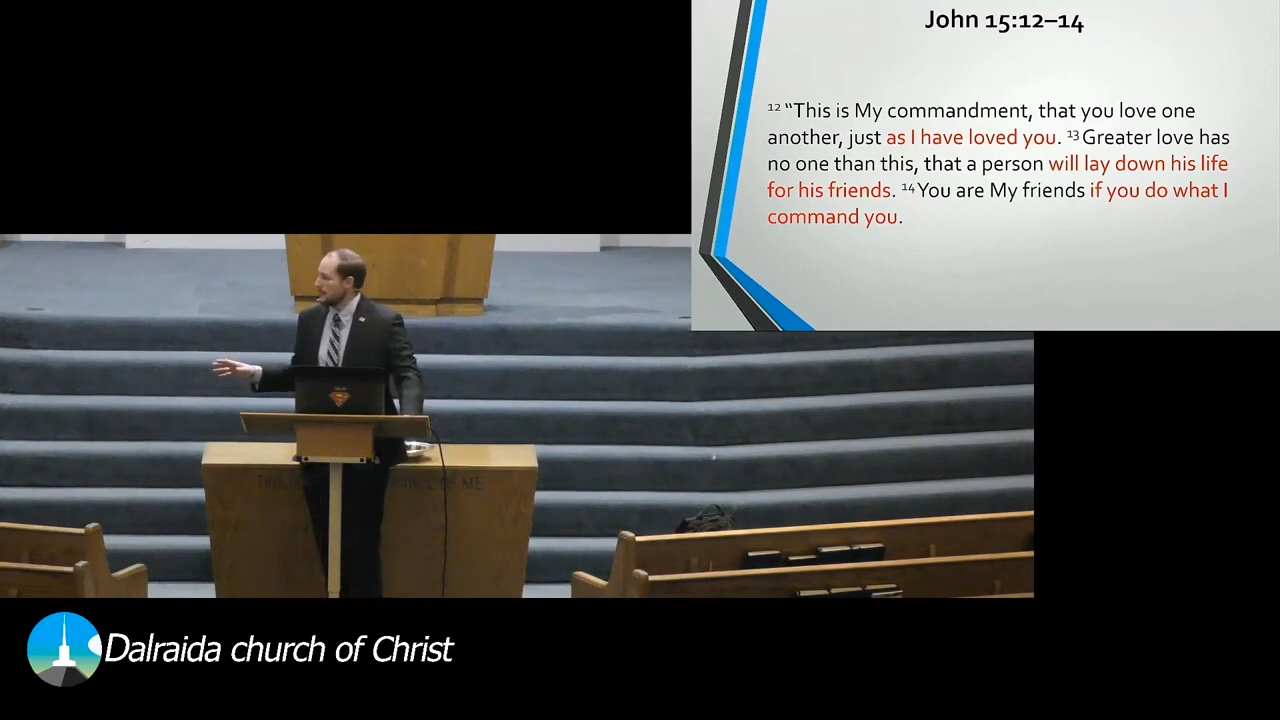 John 15:12–14
12 “This is My commandment, that you love one
another, just as I have loved you. 13 Greater love has
no one than this, that a person will lay down his life
for his friends. 14 You are My friends if you do what I
command you.
OF ME
Dalraida church of Christ